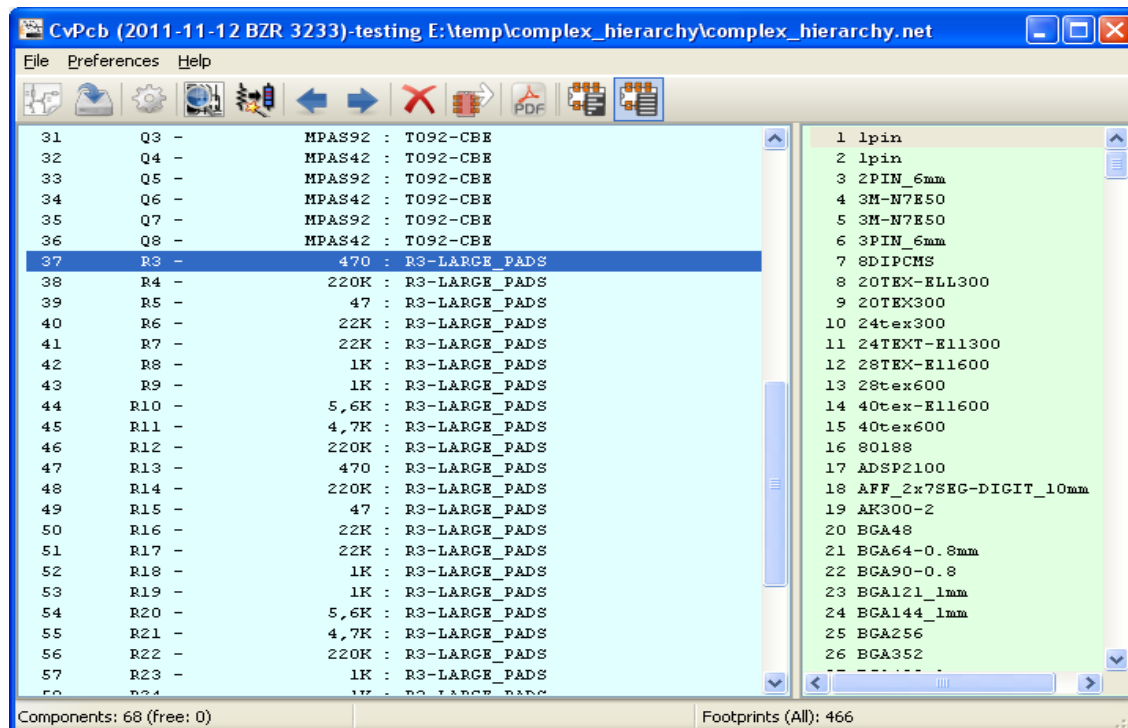 CvPcb (2011-11-12 BZR 3233)-testing E:\temp\complex_hierarchy\complex_hierarchy.net
File Preferences Help
PDF
31 Q3 - MPAS92 : TO92-CBE
32 Q4 - MPAS42 : TO92-CBE
33 Q5 - MPAS92 : TO92-CBE
34 Q6 - MPAS42 : TO92-CBE
35 Q7 - MPAS92 : TO92-CBE
36 Q8 - MPAS42 : TO92-CBE
37 R3 - 470 : R3-LARGE_PADS
38 R4 - 220K : R3-LARGE_PADS
39 R5 - 47 : R3-LARGE_PADS
40 R6 - 22K : R3-LARGE_PADS
41 R7 - 22K : R3-LARGE_PADS
42 R8 - 1K : R3-LARGE_PADS
43 R9 - 1K : R3-LARGE_PADS
44 R10 - 5,6K : R3-LARGE_PADS
45 R11 - 4,7K : R3-LARGE_PADS
46 R12 - 220K : R3-LARGE_PADS
47 R13 - 470 : R3-LARGE_PADS
48 R14 - 220K : R3-LARGE_PADS
49 R15 - 47 : R3-LARGE_PADS
50 R16 - 22K : R3-LARGE_PADS
51 R17 - 22K : R3-LARGE_PADS
52 R18 - 1K : R3-LARGE_PADS
53 R19 - 1K : R3-LARGE_PADS
54 R20 - 5,6K : R3-LARGE_PADS
55 R21 - 4,7K : R3-LARGE_PADS
56 R22 - 220K : R3-LARGE_PADS
57 R23 - 1K : R3-LARGE_PADS
1 1pin
2 1pin
3 2PIN_6mm
4 3M-N7E50
5 3M-N7E50
6 3PIN_6mm
7 8DIPCMS
8 20TEX-ELL300
9 20TEX300
10 24tex300
11 24TEXT-Ell300
12 28TEX-Ell600
13 28tex600
14 40tex-Ell600
15 40tex600
16 80188
17 ADSP2100
18 AFF_2x7SEG-DIGIT_10mm
19 AK300-2
20 BGA48
21 BGA64-0.8mm
22 BGA90-0.8
23 BGA121_1mm
24 BGA144_1mm
25 BGA256
26 BGA352
Components: 68 (free: 0)
Footprints (All): 466